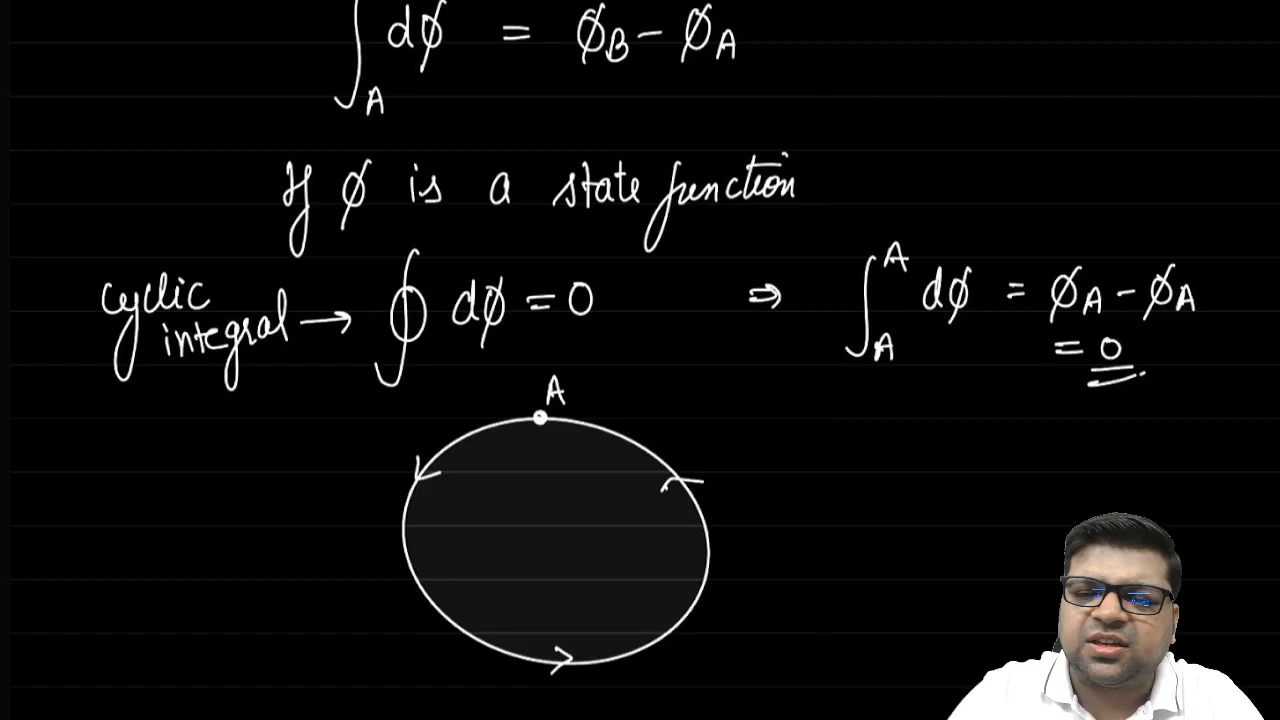 ∫_A dϕ = ϕ_B - ϕ_A
If ϕ is a state function
cyclic integral → ∮ dϕ = 0 ⇒ ∫_A^A dϕ = ϕ_A - ϕ_A
= 0
A